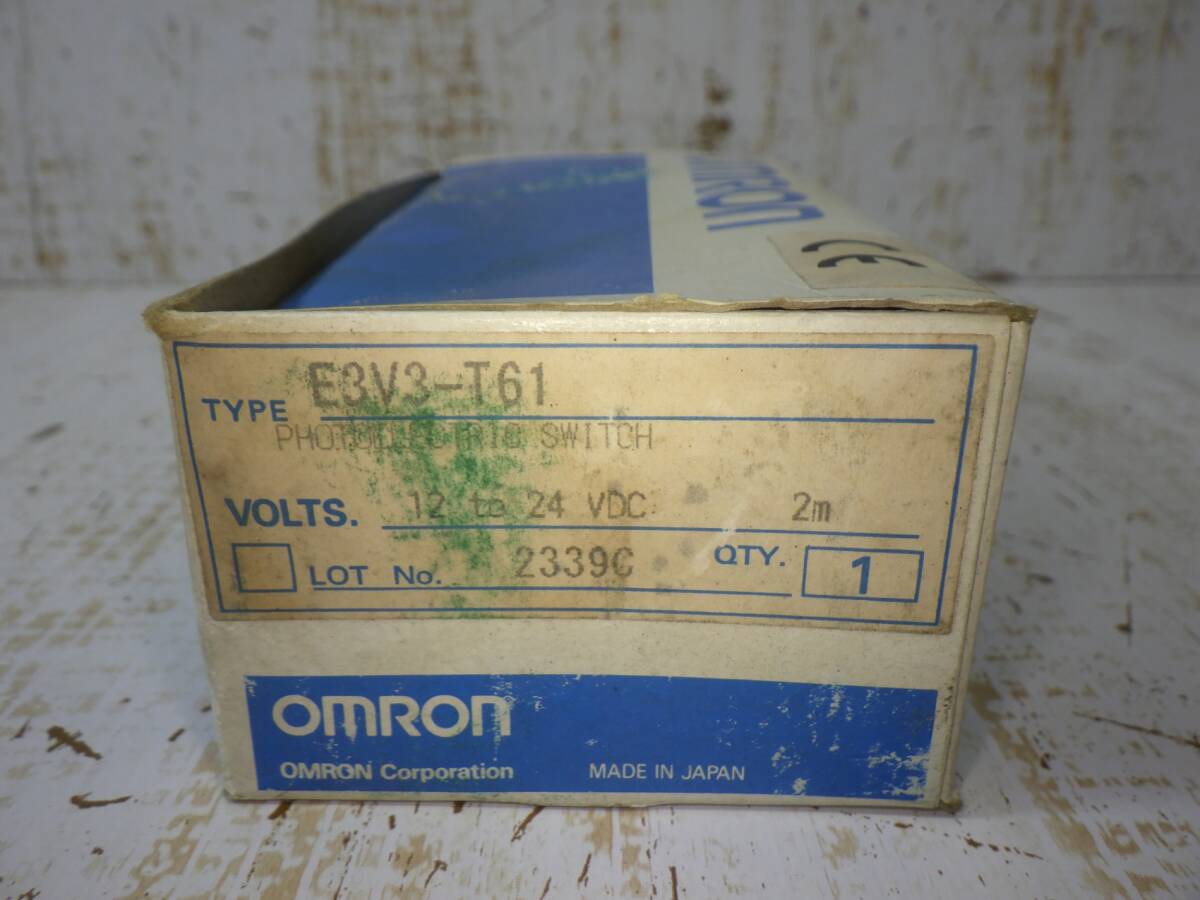 OMRON
CE
TYPE E3V3-T61
PHOTOELECTRIC SWITCH
VOLTS. 12 to 24 VDC 2m
LOT No. 2339C QTY. 1
OMRON
OMRON Corporation MADE IN JAPAN